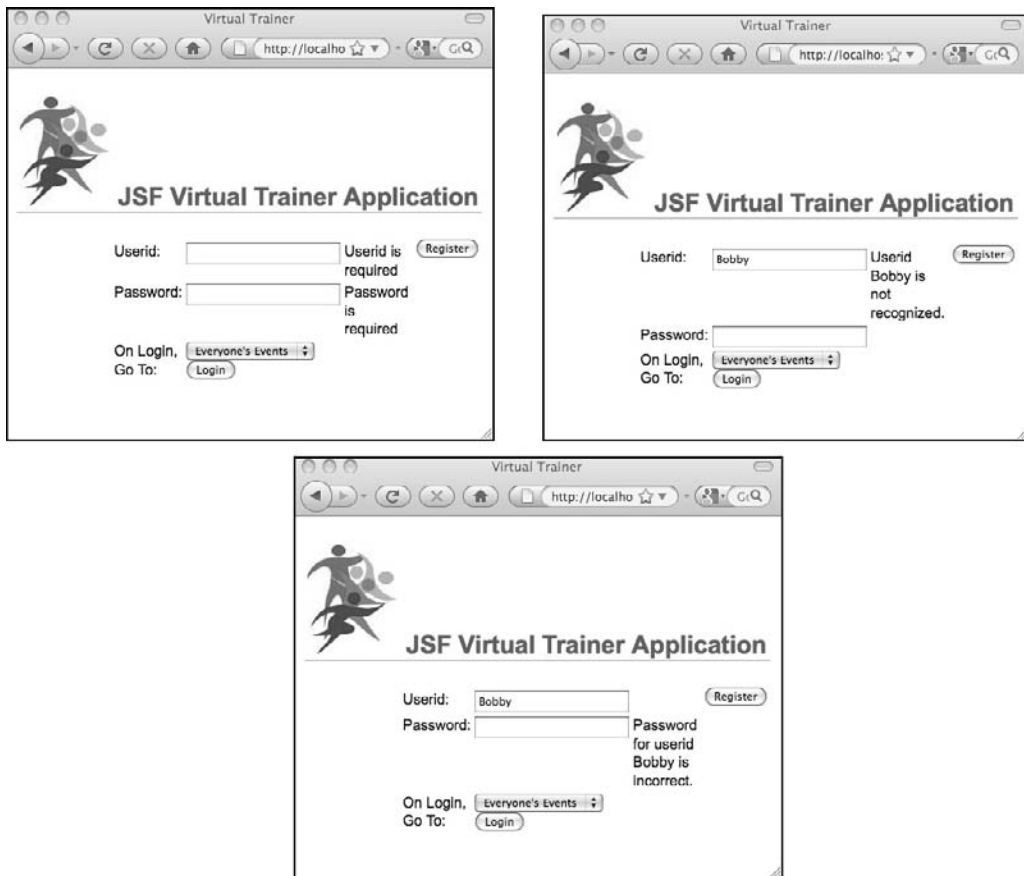 Virtual Trainer
http://localho
G
JSF Virtual Trainer Application
Userid:
Userid is
required
Register
Password:
Password
is
required
On Login,
Go To:
Everyone's Events
Login
Virtual Trainer
http://localho:
G
JSF Virtual Trainer Application
Userid:
Bobby
Userid
Bobby is
not
recognized.
Register
Password:
On Login,
Go To:
Everyone's Events
Login
Virtual Trainer
http://localho
G
JSF Virtual Trainer Application
Userid:
Bobby
Register
Password:
Password
for userid
Bobby is
incorrect.
On Login,
Go To:
Everyone's Events
Login